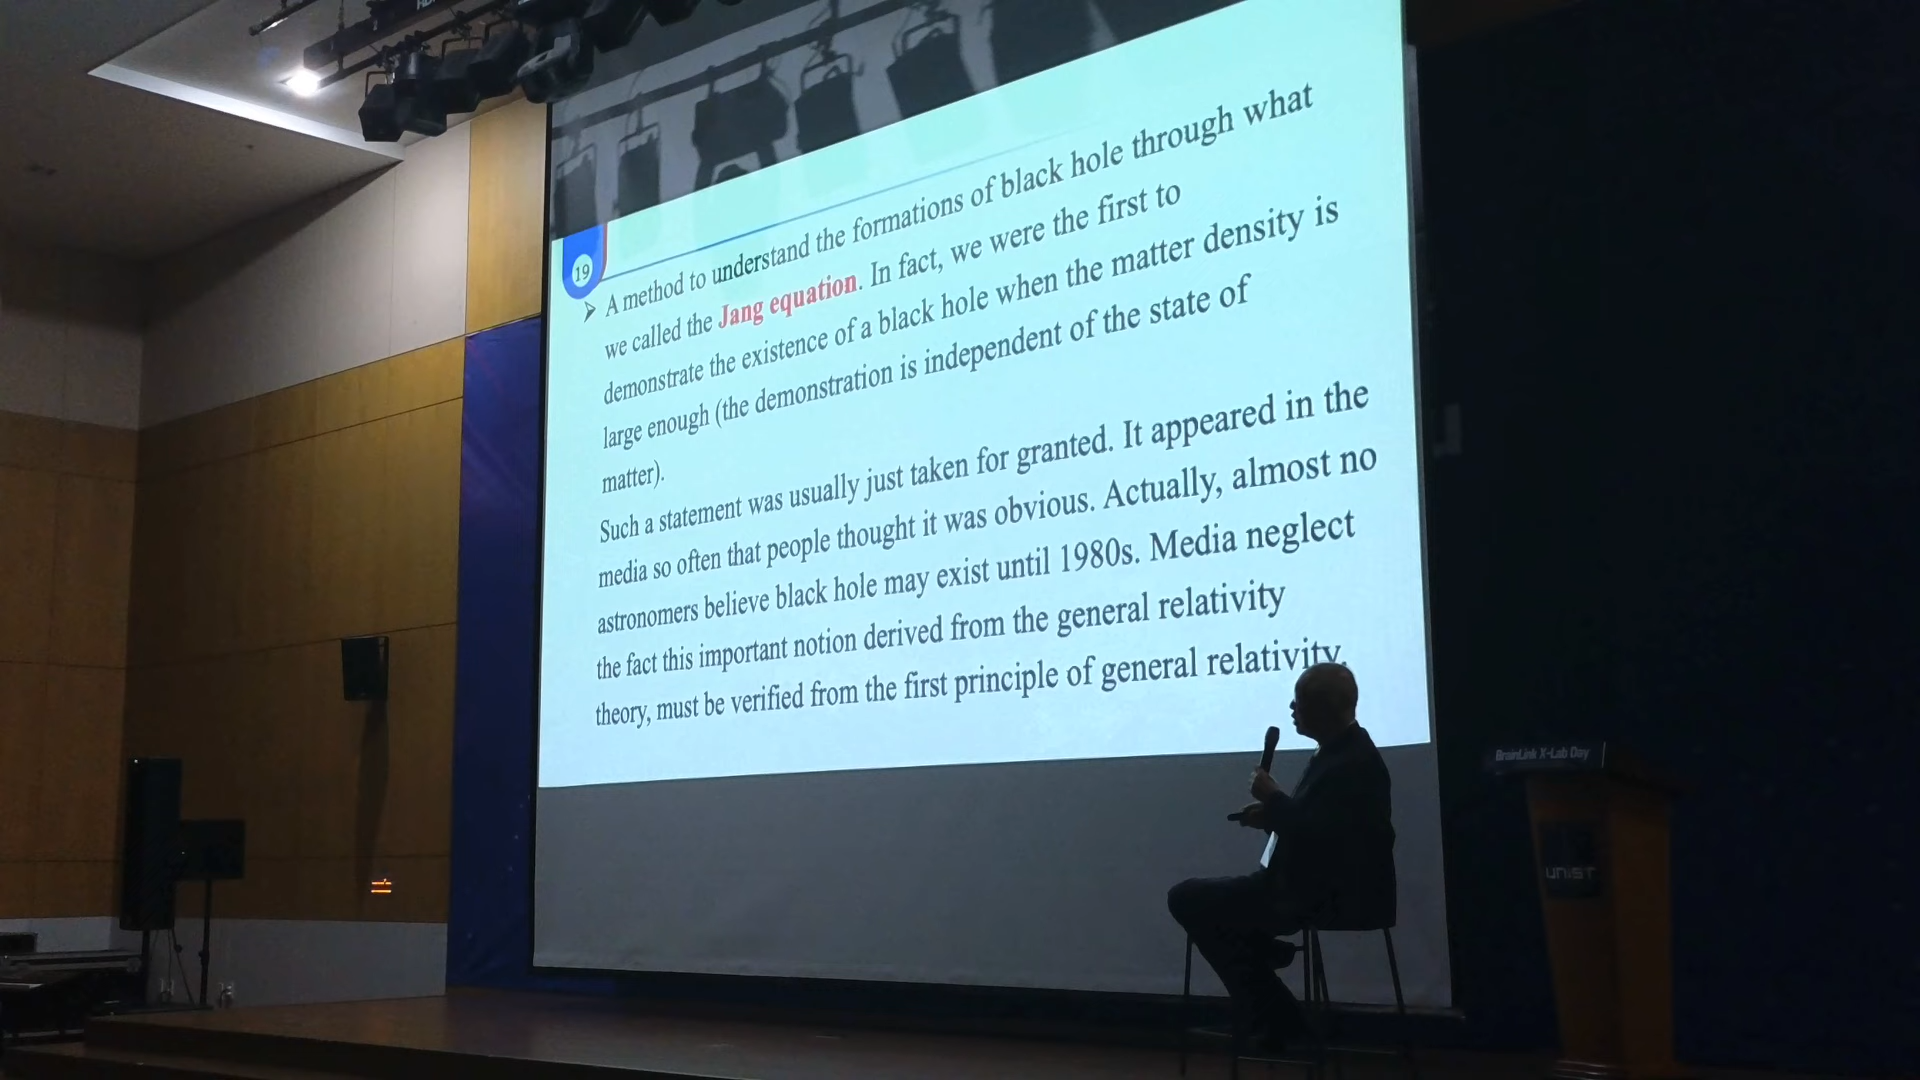 19
➤ A method to understand the formations of black hole through what
we called the Jang equation. In fact, we were the first to
demonstrate the existence of a black hole when the matter density is
large enough (the demonstration is independent of the state of
matter).
Such a statement was usually just taken for granted. It appeared in the
media so often that people thought it was obvious. Actually, almost no
astronomers believe black hole may exist until 1980s. Media neglect
the fact this important notion derived from the general relativity
theory, must be verified from the first principle of general relativity.
BrainLink X-Lab Day
UNIST